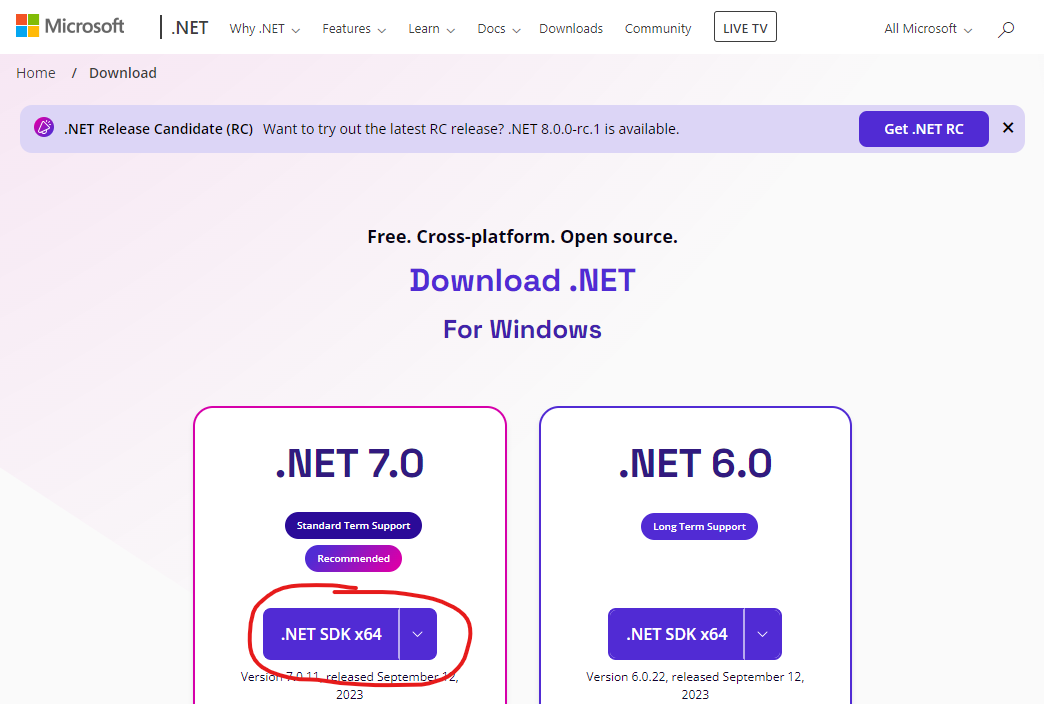 Microsoft | .NET Why .NET Features Learn Docs Downloads Community LIVE TV All Microsoft
Home / Download
.NET Release Candidate (RC) Want to try out the latest RC release? .NET 8.0.0-rc.1 is available. Get .NET RC
Free. Cross-platform. Open source.
Download .NET
For Windows
.NET 7.0
Standard Term Support
Recommended
.NET SDK x64
Version 7.0.11, released September 12,
2023
.NET 6.0
Long Term Support
.NET SDK x64
Version 6.0.22, released September 12,
2023